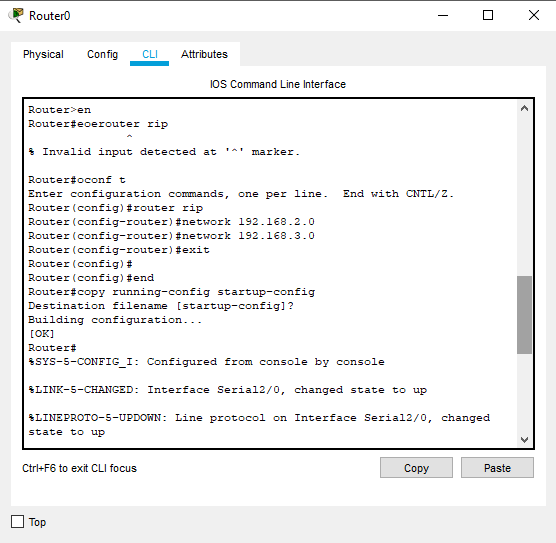 Router0
Physical Config CLI Attributes
IOS Command Line Interface
Router>en
Router#eoerouter rip
^
% Invalid input detected at '^' marker.
Router#oconf t
Enter configuration commands, one per line.  End with CNTL/Z.
Router(config)#router rip
Router(config-router)#network 192.168.2.0
Router(config-router)#network 192.168.3.0
Router(config-router)#exit
Router(config)#
Router(config)#end
Router#copy running-config startup-config
Destination filename [startup-config]?
Building configuration...
[OK]
Router#
%SYS-5-CONFIG_I: Configured from console by console
%LINK-5-CHANGED: Interface Serial2/0, changed state to up
%LINEPROTO-5-UPDOWN: Line protocol on Interface Serial2/0, changed
state to up
Ctrl+F6 to exit CLI focus
Copy Paste
Top